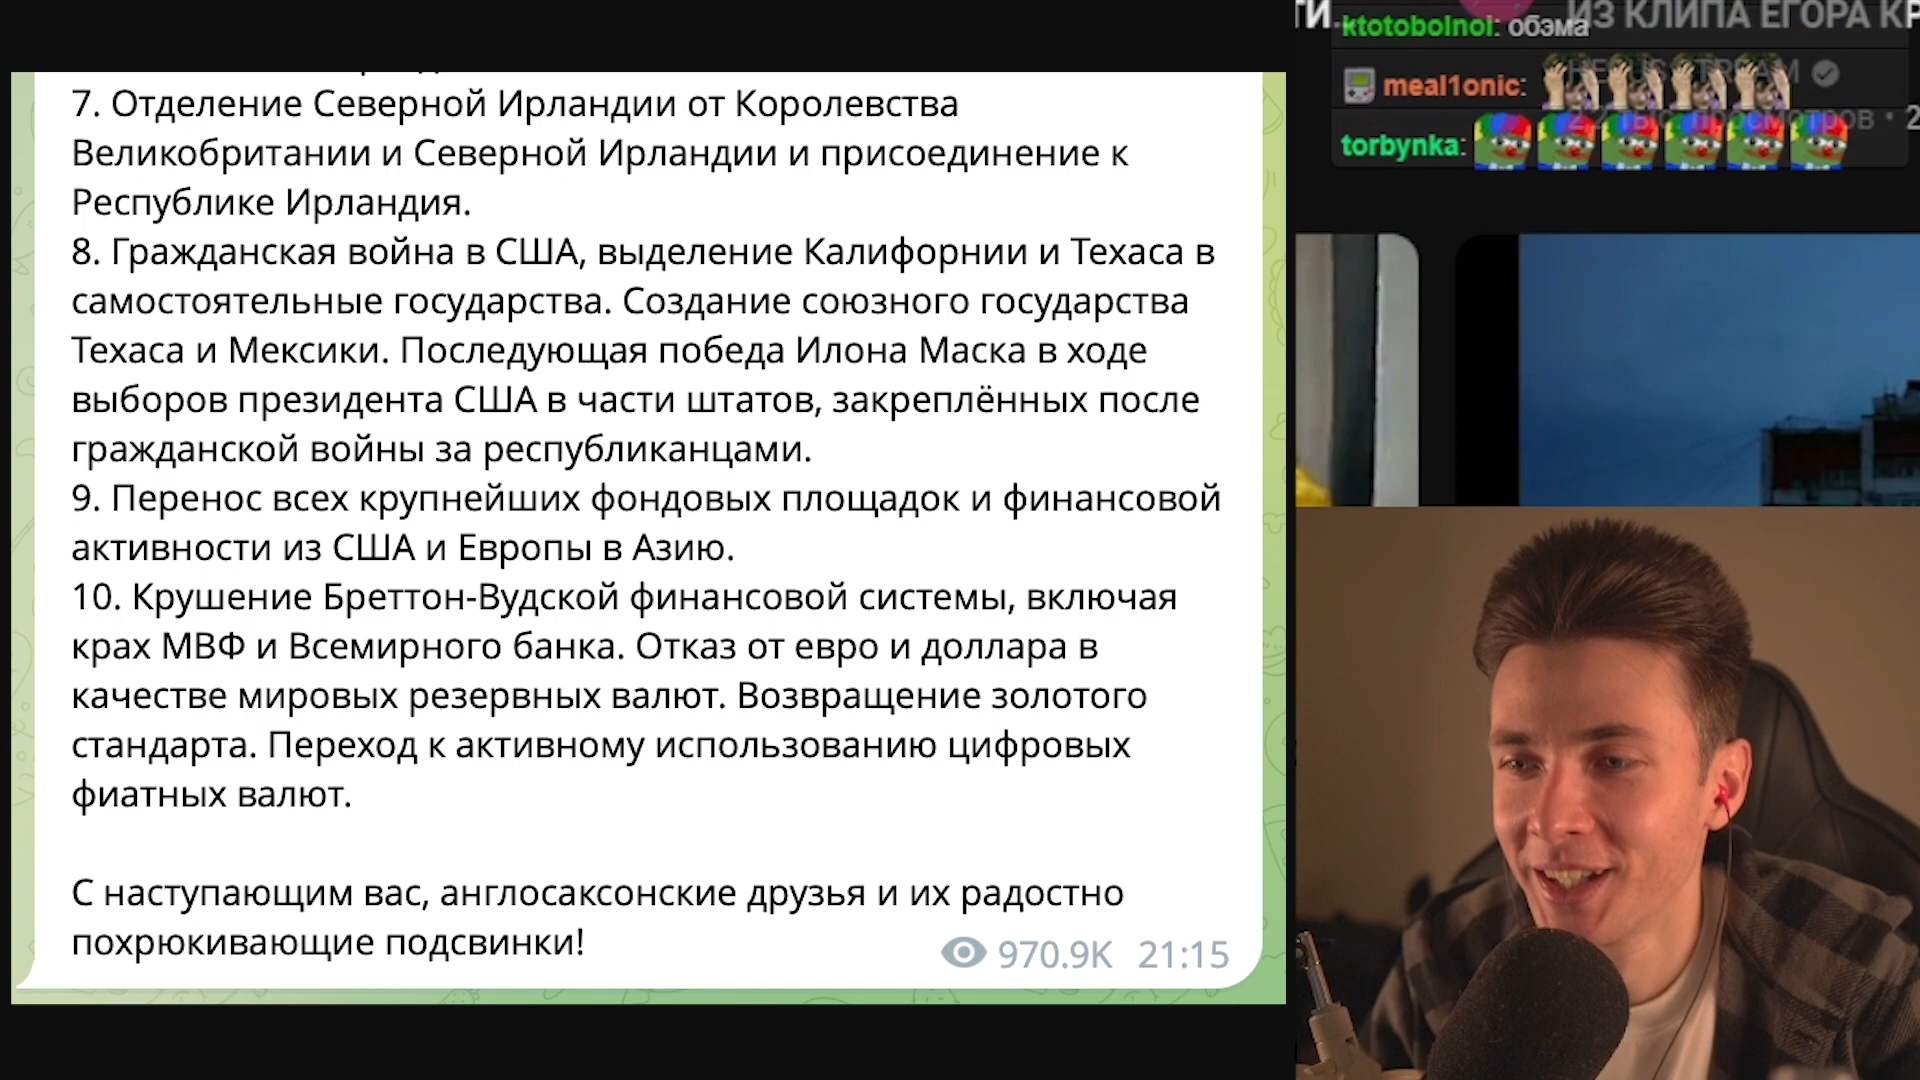 7. Отделение Северной Ирландии от Королевства
Великобритании и Северной Ирландии и присоединение к
Республике Ирландия.
8. Гражданская война в США, выделение Калифорнии и Техаса в
самостоятельные государства. Создание союзного государства
Техаса и Мексики. Последующая победа Илона Маска в ходе
выборов президента США в части штатов, закреплённых после
гражданской войны за республиканцами.
9. Перенос всех крупнейших фондовых площадок и финансовой
активности из США и Европы в Азию.
10. Крушение Бреттон-Вудской финансовой системы, включая
крах МВФ и Всемирного банка. Отказ от евро и доллара в
качестве мировых резервных валют. Возвращение золотого
стандарта. Переход к активному использованию цифровых
фиатных валют.
С наступающим вас, англосаксонские друзья и их радостно
похрюкивающие подсвинки!
970.9K 21:15
ИЗ КЛИПА ЕГОРА КР
ktotobolnoi: обэма
meal1onic:
torbynka:
просмотров • 2